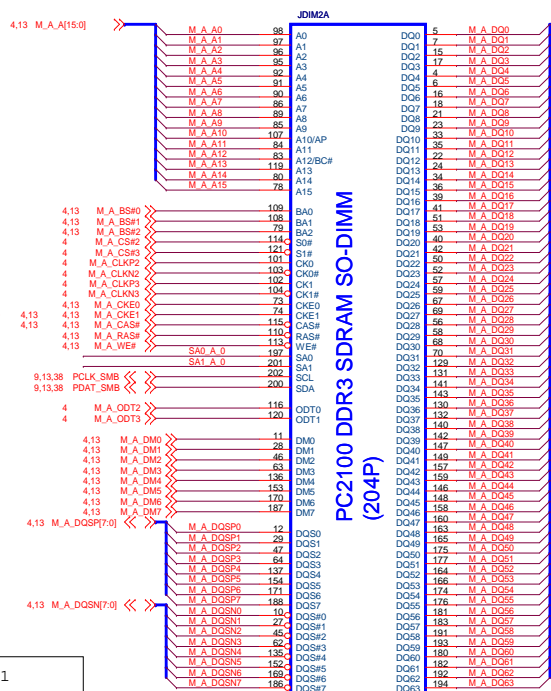 JDIM2A
4,13 M_A_A[15:0]
M_A_A0 98 A0
M_A_A1 97 A1
M_A_A2 96 A2
M_A_A3 95 A3
M_A_A4 92 A4
M_A_A5 91 A5
M_A_A6 90 A6
M_A_A7 86 A7
M_A_A8 89 A8
M_A_A9 85 A9
M_A_A10 107 A10/AP
M_A_A11 84 A11
M_A_A12 83 A12/BC#
M_A_A13 119 A13
M_A_A14 80 A14
M_A_A15 78 A15
4,13 M_A_BS#0 109 BA0
4,13 M_A_BS#1 108 BA1
4,13 M_A_BS#2 79 BA2
4 M_A_CS#2 114 S0#
4 M_A_CS#3 121 S1#
4 M_A_CLKP2 101 CK0
4 M_A_CLKN2 103 CK0#
4 M_A_CLKP3 102 CK1
4 M_A_CLKN3 104 CK1#
4,13 M_A_CKE0 73 CKE0
4,13 4,13 M_A_CKE1 74 CKE1
4,13 4,13 M_A_CAS# 115 CAS#
4,13 M_A_RAS# 110 RAS#
4,13 M_A_WE# 113 WE#
SA0_A_0 197 SA0
SA1_A_0 201 SA1
9,13,38 PCLK_SMB 202 SCL
9,13,38 PDAT_SMB 200 SDA
4 M_A_ODT2 116 ODT0
4 M_A_ODT3 120 ODT1
4,13 M_A_DM0 11 DM0
4,13 M_A_DM1 28 DM1
4,13 M_A_DM2 46 DM2
4,13 M_A_DM3 63 DM3
4,13 M_A_DM4 136 DM4
4,13 M_A_DM5 153 DM5
4,13 M_A_DM6 170 DM6
4,13 M_A_DM7 187 DM7
4,13 M_A_DQSP[7:0]
M_A_DQSP0 12 DQS0
M_A_DQSP1 29 DQS1
M_A_DQSP2 47 DQS2
M_A_DQSP3 64 DQS3
M_A_DQSP4 137 DQS4
M_A_DQSP5 154 DQS5
M_A_DQSP6 171 DQS6
M_A_DQSP7 188 DQS7
4,13 M_A_DQSN[7:0]
M_A_DQSN0 10 DQS#0
M_A_DQSN1 27 DQS#1
M_A_DQSN2 45 DQS#2
M_A_DQSN3 62 DQS#3
M_A_DQSN4 135 DQS#4
M_A_DQSN5 152 DQS#5
M_A_DQSN6 169 DQS#6
M_A_DQSN7 186 DQS#7
PC2100 DDR3 SDRAM SO-DIMM
(204P)
DQ0 5 M_A_DQ0
DQ1 7 M_A_DQ1
DQ2 15 M_A_DQ2
DQ3 17 M_A_DQ3
DQ4 4 M_A_DQ4
DQ5 6 M_A_DQ5
DQ6 16 M_A_DQ6
DQ7 18 M_A_DQ7
DQ8 21 M_A_DQ8
DQ9 23 M_A_DQ9
DQ10 33 M_A_DQ10
DQ11 35 M_A_DQ11
DQ12 22 M_A_DQ12
DQ13 24 M_A_DQ13
DQ14 34 M_A_DQ14
DQ15 36 M_A_DQ15
DQ16 39 M_A_DQ16
DQ17 41 M_A_DQ17
DQ18 51 M_A_DQ18
DQ19 53 M_A_DQ19
DQ20 40 M_A_DQ20
DQ21 42 M_A_DQ21
DQ22 50 M_A_DQ22
DQ23 52 M_A_DQ23
DQ24 57 M_A_DQ24
DQ25 59 M_A_DQ25
DQ26 67 M_A_DQ26
DQ27 69 M_A_DQ27
DQ28 56 M_A_DQ28
DQ29 58 M_A_DQ29
DQ30 68 M_A_DQ30
DQ31 70 M_A_DQ31
DQ32 129 M_A_DQ32
DQ33 131 M_A_DQ33
DQ34 141 M_A_DQ34
DQ35 143 M_A_DQ35
DQ36 130 M_A_DQ36
DQ37 132 M_A_DQ37
DQ38 140 M_A_DQ38
DQ39 142 M_A_DQ39
DQ40 147 M_A_DQ40
DQ41 149 M_A_DQ41
DQ42 157 M_A_DQ42
DQ43 159 M_A_DQ43
DQ44 146 M_A_DQ44
DQ45 148 M_A_DQ45
DQ46 158 M_A_DQ46
DQ47 160 M_A_DQ47
DQ48 163 M_A_DQ48
DQ49 165 M_A_DQ49
DQ50 175 M_A_DQ50
DQ51 177 M_A_DQ51
DQ52 164 M_A_DQ52
DQ53 166 M_A_DQ53
DQ54 174 M_A_DQ54
DQ55 176 M_A_DQ55
DQ56 181 M_A_DQ56
DQ57 183 M_A_DQ57
DQ58 191 M_A_DQ58
DQ59 193 M_A_DQ59
DQ60 180 M_A_DQ60
DQ61 182 M_A_DQ61
DQ62 192 M_A_DQ62
DQ63 194 M_A_DQ63
1